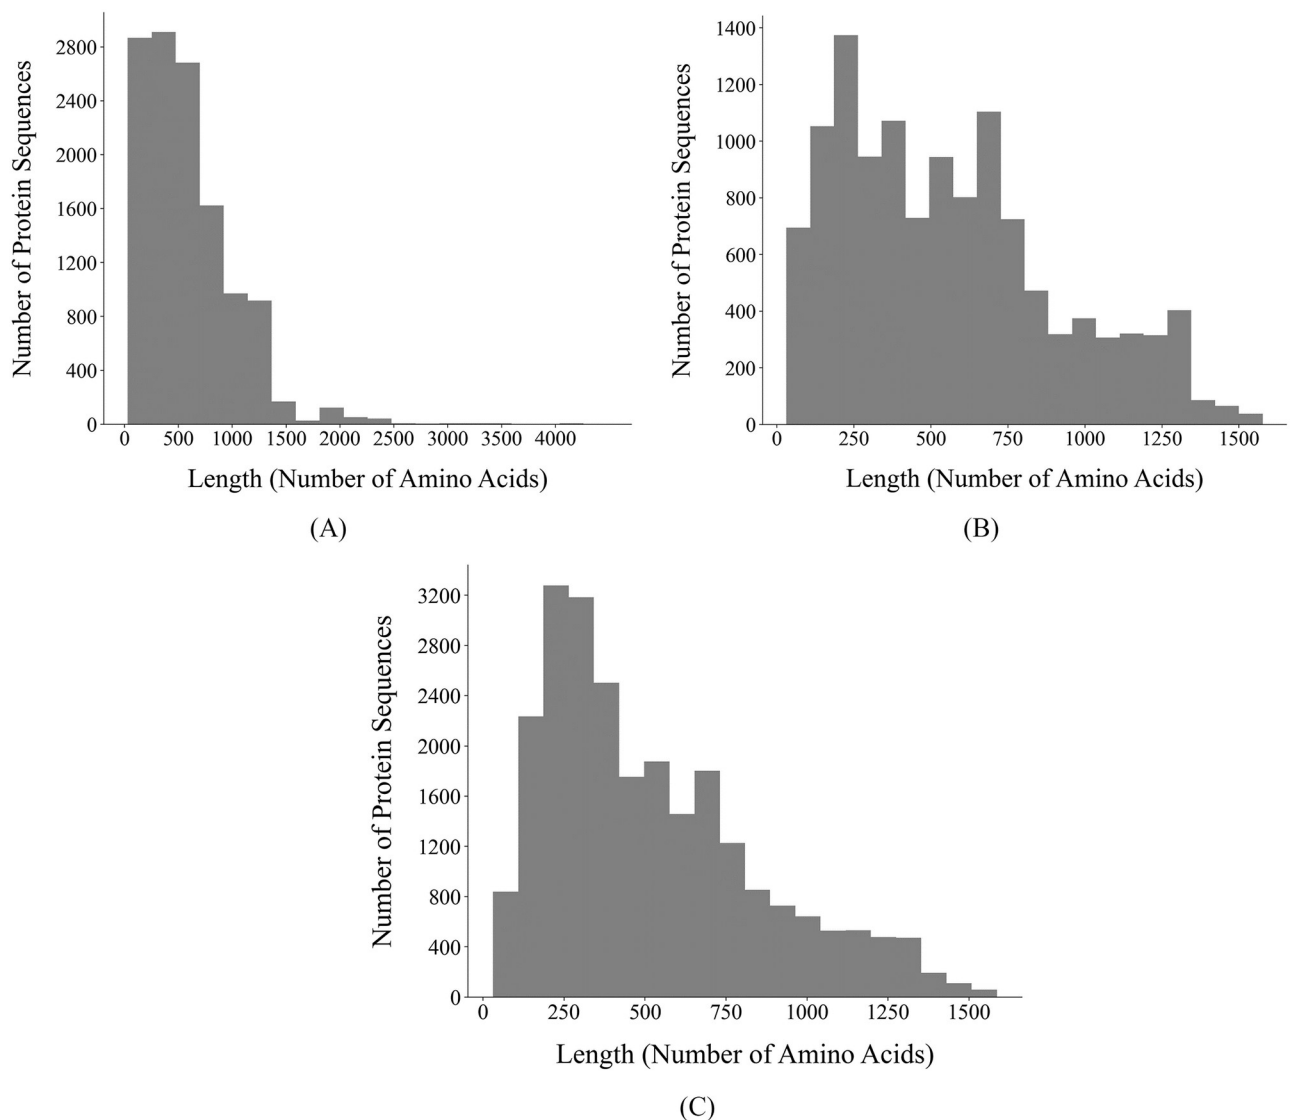 Number of Protein Sequences
2800
2400
2000
1600
1200
800
400
0
0 500 1000 1500 2000 2500 3000 3500 4000
Length (Number of Amino Acids)
(A)
Number of Protein Sequences
1400
1200
1000
800
600
400
200
0
0 250 500 750 1000 1250 1500
Length (Number of Amino Acids)
(B)
Number of Protein Sequences
3200
2800
2400
2000
1600
1200
800
400
0
0 250 500 750 1000 1250 1500
Length (Number of Amino Acids)
(C)